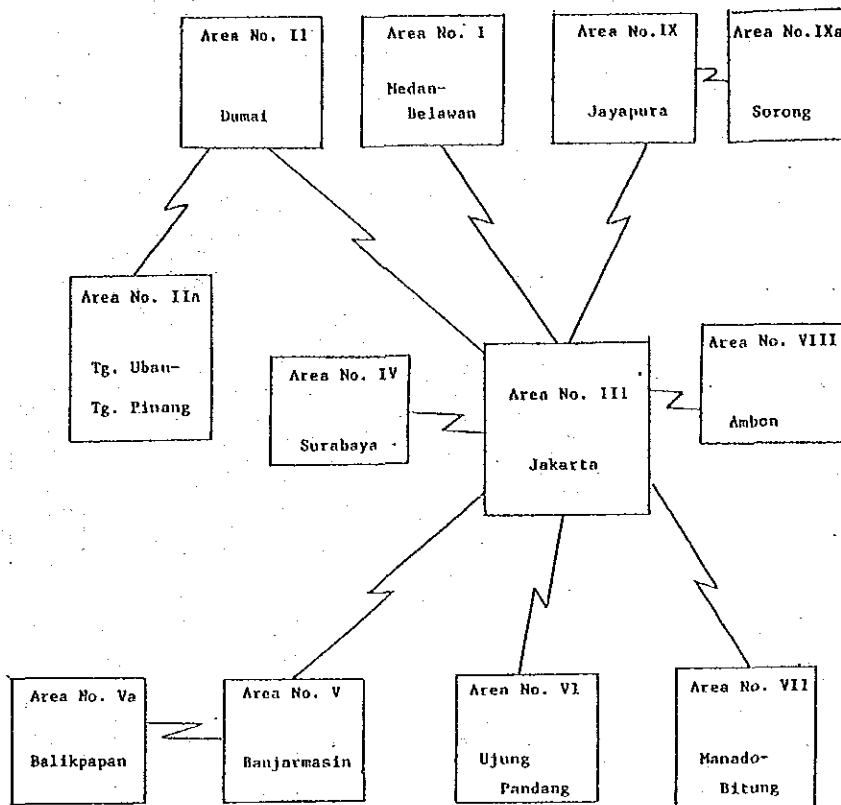 Area No. II
Dumai
Area No. I
Medan-
Belawan
Area No.IX
Jayapura
Area No.IXa
Sorong
Area No. IIa
Tg. Uban-
Tg. Pinang
Area No. IV
Surabaya
Area No. III
Jakarta
Area No. VIII
Ambon
Area No. Va
Balikpapan
Area No. V
Banjarmasin
Area No. VI
Ujung
Pandang
Area No. VII
Manado-
Bitung